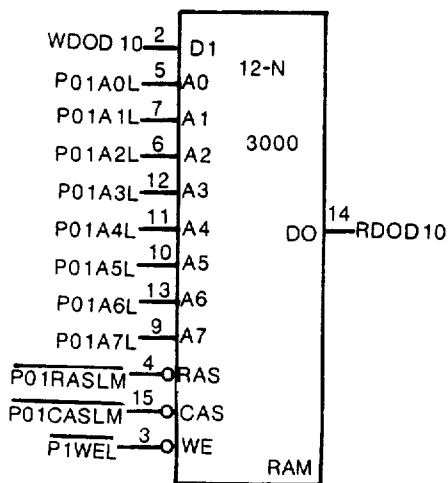 WDOD 10 2 D1
12-N
P01A0L 5 A0
P01A1L 7 A1
3000
P01A2L 6 A2
P01A3L 12 A3
P01A4L 11 A4
14
DO RDOD10
P01A5L 10 A5
P01A6L 13 A6
P01A7L 9 A7
P01RASLM 4 RAS
P01CASLM 15 CAS
P1WEL 3 WE
RAM